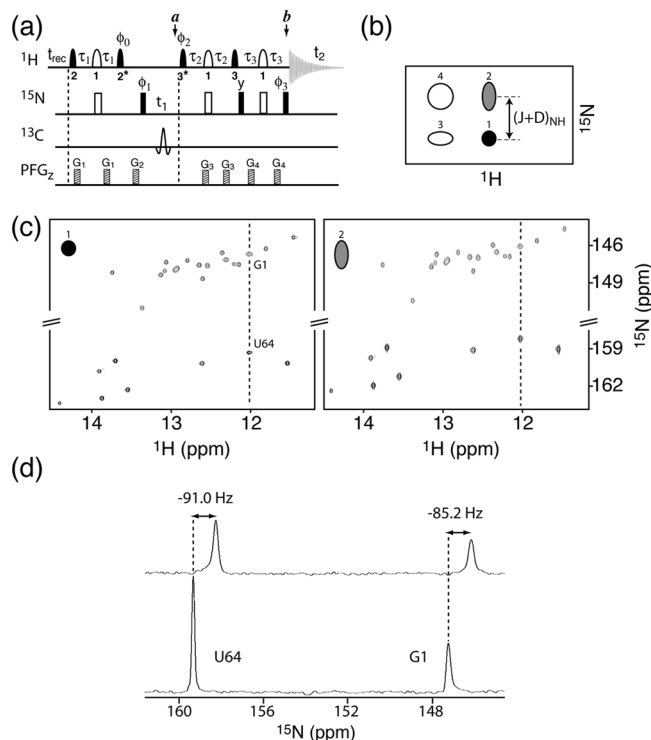 (a)
a
b
ϕ0
ϕ2
1H
trec
τ1
τ1
τ2
τ2
τ3
τ3
t2
2
1
2*
3*
1
3
1
ϕ1
y
ϕ3
15N
t1
13C
PFGz
G1
G1
G2
G3
G3
G4
G4
(b)
4
2
(J+D)NH
3
1
15N
1H
(c)
1
2
G1
U64
146
149
159
162
15N (ppm)
14
13
12
14
13
12
1H (ppm)
1H (ppm)
(d)
-91.0 Hz
-85.2 Hz
U64
G1
160
156
152
148
15N (ppm)